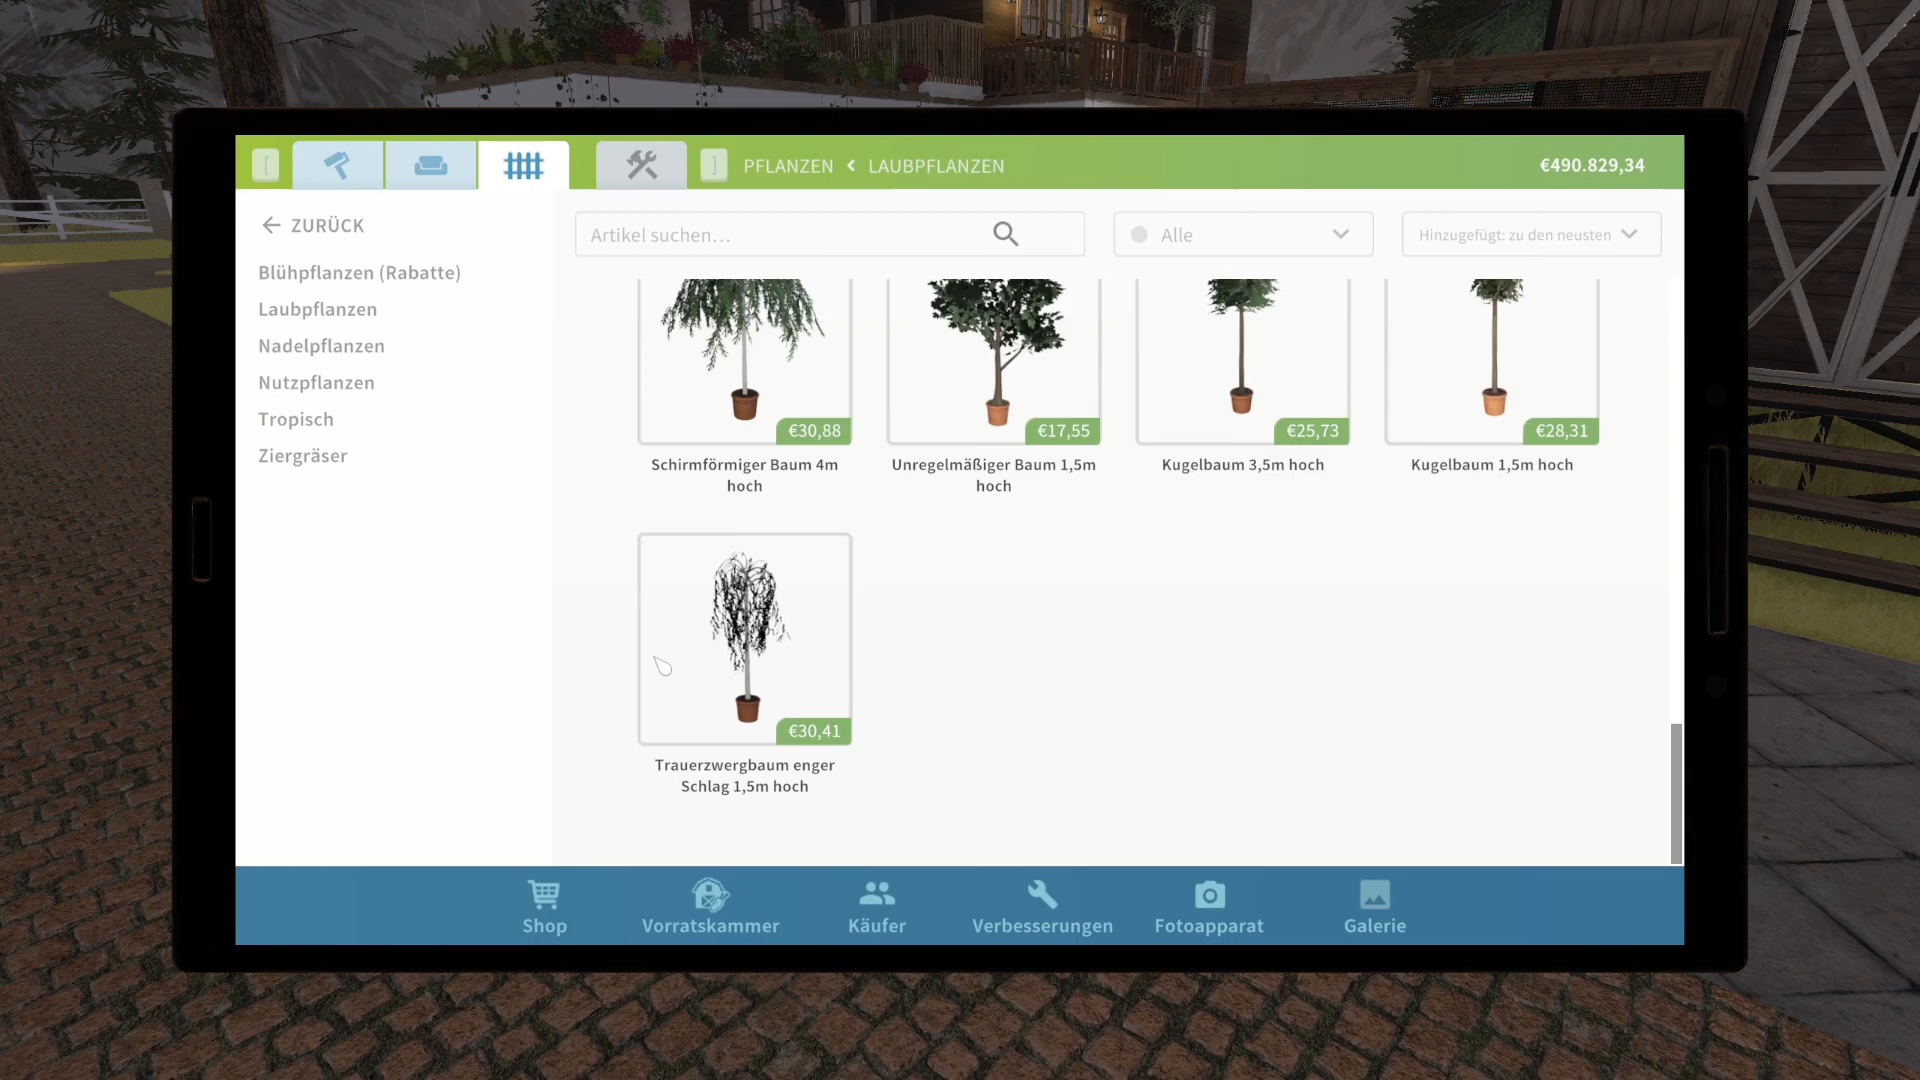 [
]
PFLANZEN < LAUBPFLANZEN
€490.829,34
ZURÜCK
Blühpflanzen (Rabatte)
Laubpflanzen
Nadelpflanzen
Nutzpflanzen
Tropisch
Ziergräser
Artikel suchen...
Alle
Hinzugefügt: zu den neusten
€30,88
€17,55
€25,73
€28,31
Schirmförmiger Baum 4m
hoch
Unregelmäßiger Baum 1,5m
hoch
Kugelbaum 3,5m hoch
Kugelbaum 1,5m hoch
€30,41
Trauerzwergbaum enger
Schlag 1,5m hoch
Shop
Vorratskammer
Käufer
Verbesserungen
Fotoapparat
Galerie